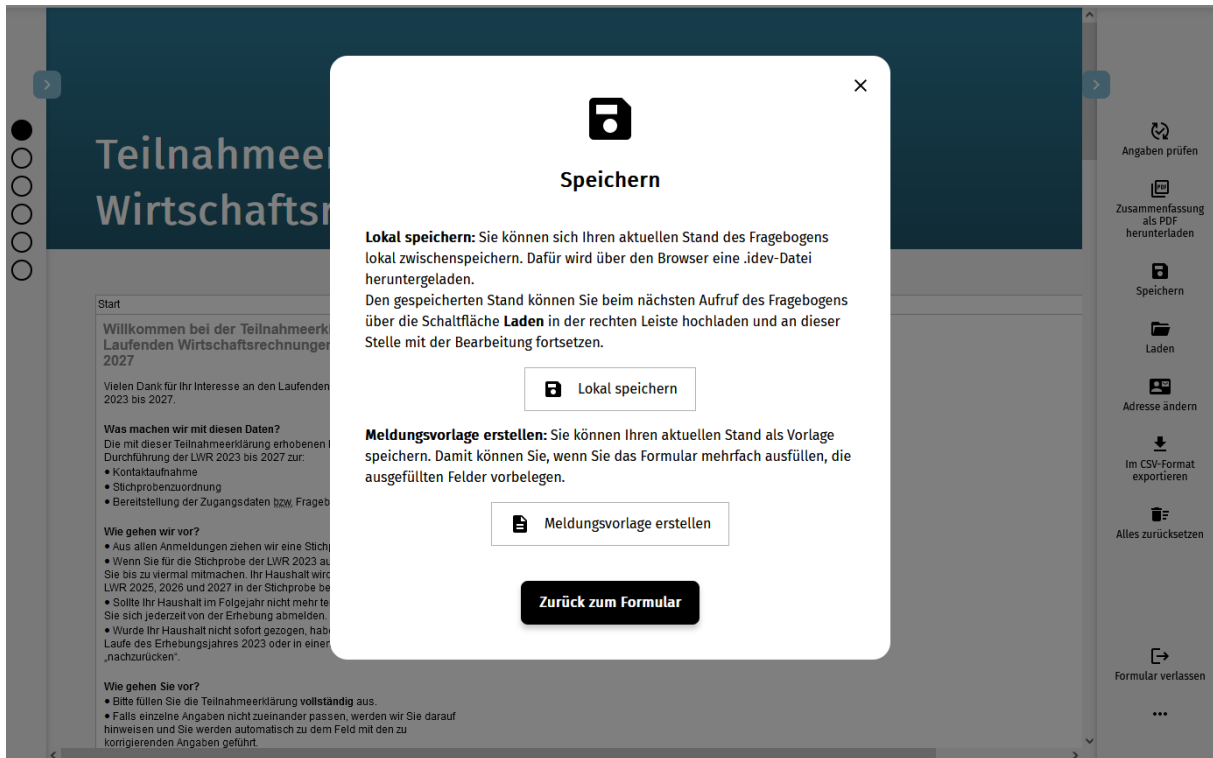 Teilnahmeer
Wirtschaftsr
Start
Willkommen bei der Teilnahmeerk
Laufenden Wirtschaftsrechnungen
2027
Vielen Dank für Ihr Interesse an den Laufenden
2023 bis 2027.
Was machen wir mit diesen Daten?
Die mit dieser Teilnahmeerklärung erhobenen
Durchführung der LWR 2023 bis 2027 zur:
• Kontaktaufnahme
• Stichprobenzuordnung
• Bereitstellung der Zugangsdaten bzw. Frageb
Wie gehen wir vor?
• Aus allen Anmeldungen ziehen wir eine Stich
• Wenn Sie für die Stichprobe der LWR 2023 au
Sie bis zu viermal mitmachen. Ihr Haushalt wird
LWR 2025, 2026 und 2027 in der Stichprobe be
• Sollte Ihr Haushalt im Folgejahr nicht mehr te
Sie sich jederzeit von der Erhebung abmelden.
• Wurde Ihr Haushalt nicht sofort gezogen, hab
Laufe des Erhebungsjahres 2023 oder in einer
„nachzurücken“.
Wie gehen Sie vor?
• Bitte füllen Sie die Teilnahmeerklärung vollständig aus.
• Falls einzelne Angaben nicht zueinander passen, werden wir Sie darauf
hinweisen und Sie werden automatisch zu dem Feld mit den zu
korrigierenden Angaben geführt.
Speichern
Lokal speichern: Sie können sich Ihren aktuellen Stand des Fragebogens
lokal zwischenspeichern. Dafür wird über den Browser eine .idev-Datei
heruntergeladen.
Den gespeicherten Stand können Sie beim nächsten Aufruf des Fragebogens
über die Schaltfläche Laden in der rechten Leiste hochladen und an dieser
Stelle mit der Bearbeitung fortsetzen.
Lokal speichern
Meldungsvorlage erstellen: Sie können Ihren aktuellen Stand als Vorlage
speichern. Damit können Sie, wenn Sie das Formular mehrfach ausfüllen, die
ausgefüllten Felder vorbelegen.
Meldungsvorlage erstellen
Zurück zum Formular
Angaben prüfen
PDF
Zusammenfassung
als PDF
herunterladen
Speichern
Laden
Adresse ändern
Im CSV-Format
exportieren
Alles zurücksetzen
Formular verlassen